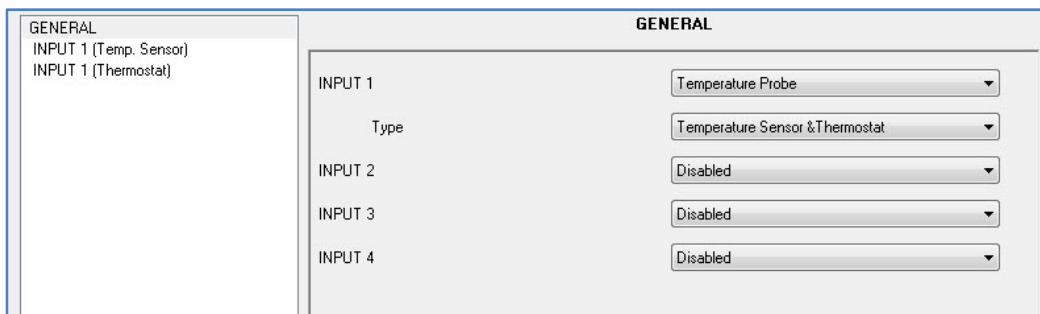 GENERAL
INPUT 1 (Temp. Sensor)
INPUT 1 (Thermostat)
GENERAL
INPUT 1 Temperature Probe
Type Temperature Sensor &Thermostat
INPUT 2 Disabled
INPUT 3 Disabled
INPUT 4 Disabled